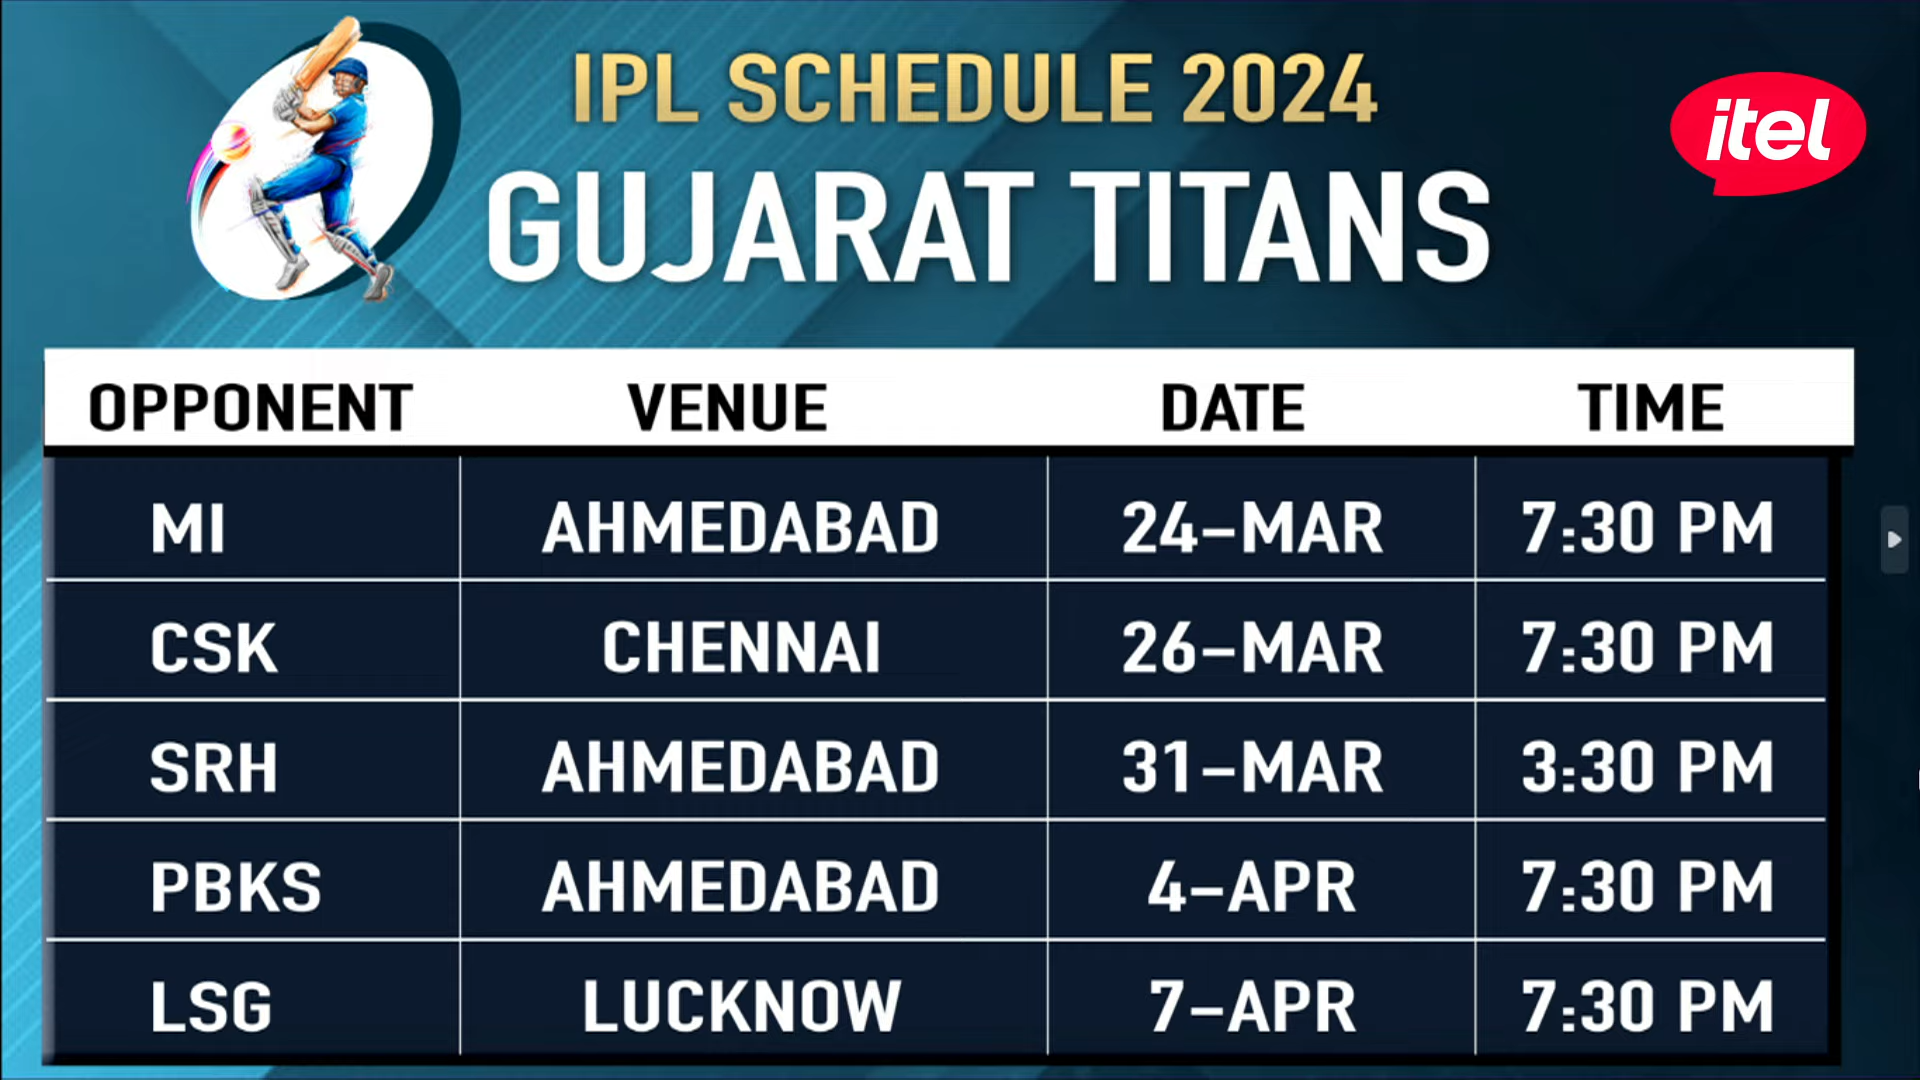 IPL SCHEDULE 2024
itel
GUJARAT TITANS
OPPONENT VENUE DATE TIME
MI AHMEDABAD 24-MAR 7:30 PM
CSK CHENNAI 26-MAR 7:30 PM
SRH AHMEDABAD 31-MAR 3:30 PM
PBKS AHMEDABAD 4-APR 7:30 PM
LSG LUCKNOW 7-APR 7:30 PM